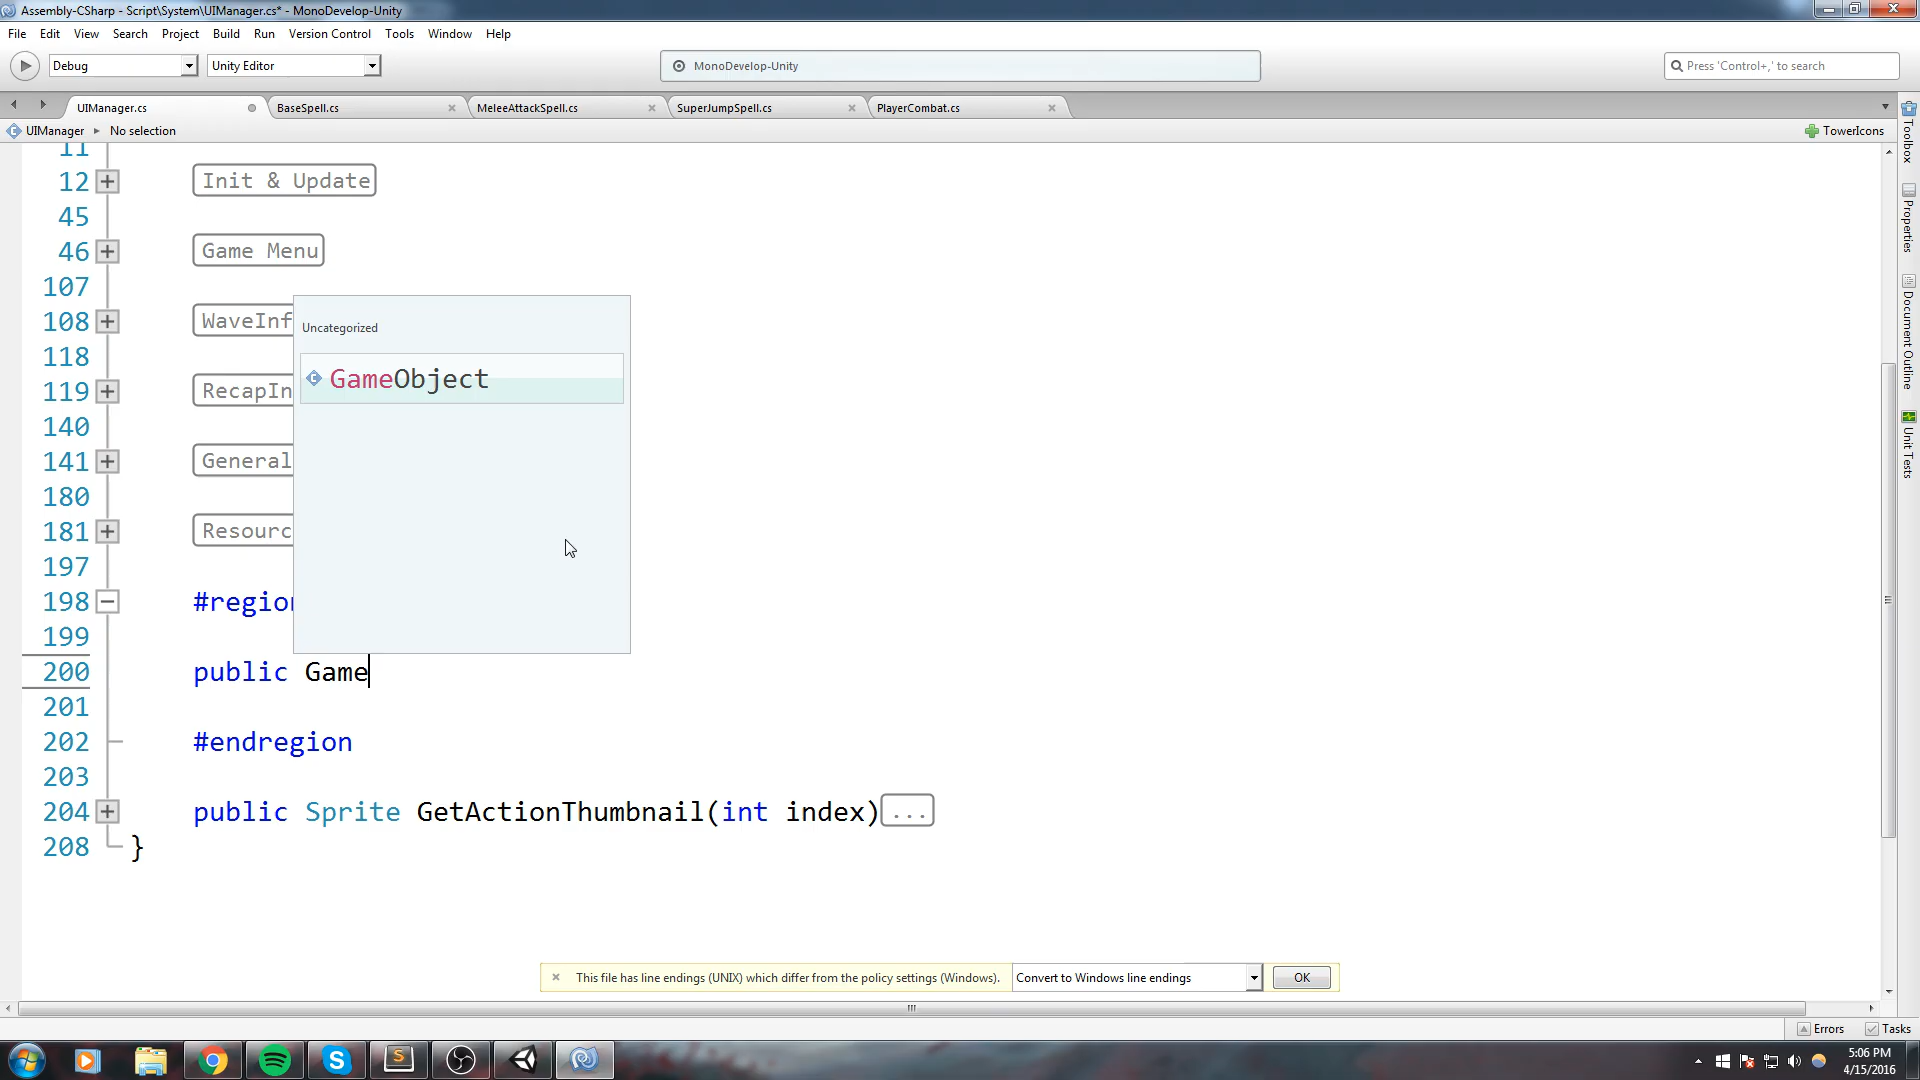 Assembly-CSharp - Script\System\UIManager.cs* - MonoDevelop-Unity
File Edit View Search Project Build Run Version Control Tools Window Help
Debug Unity Editor MonoDevelop-Unity Press 'Control+,' to search
UIManager.cs BaseSpell.cs MeleeAttackSpell.cs SuperJumpSpell.cs PlayerCombat.cs
UIManager No selection TowerIcons
11
12 Init & Update
45
46 Game Menu
107
108 WaveInf
118
119 RecapIn
140
141 General
180
181 Resourc
197
198 #region
199
200 public Game
201
202 #endregion
203
204 public Sprite GetActionThumbnail(int index)...
208 }
Uncategorized
GameObject
Toolbox
Properties
Document Outline
Unit Tests
This file has line endings (UNIX) which differ from the policy settings (Windows). Convert to Windows line endings OK
Errors Tasks
5:06 PM
4/15/2016